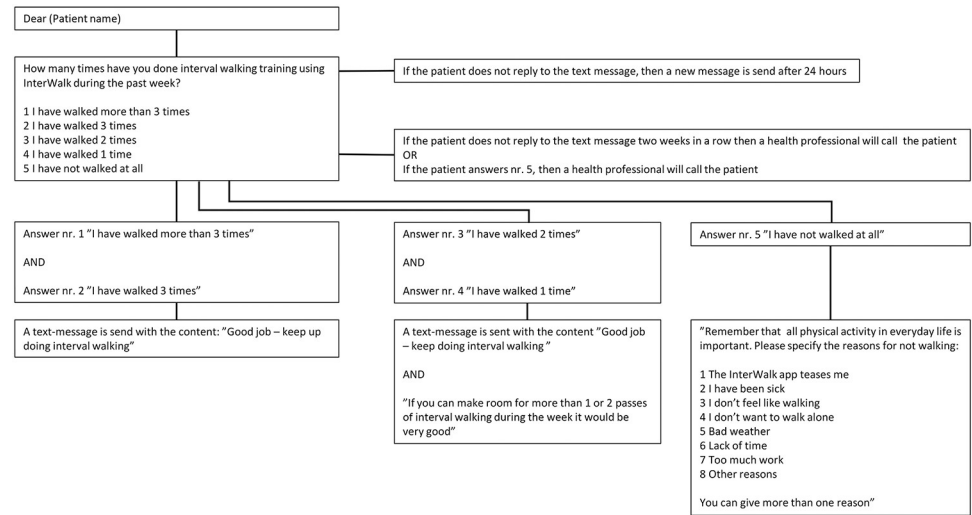 Dear (Patient name)
How many times have you done interval walking training using
InterWalk during the past week?
1 I have walked more than 3 times
2 I have walked 3 times
3 I have walked 2 times
4 I have walked 1 time
5 I have not walked at all
If the patient does not reply to the text message, then a new message is send after 24 hours
If the patient does not reply to the text message two weeks in a row then a health professional will call  the patient
OR
If the patient answers nr. 5, then a health professional will call the patient
Answer nr. 1 ”I have walked more than 3 times”
AND
Answer nr. 2 ”I have walked 3 times”
A text-message is send with the content: ”Good job – keep up
doing interval walking”
Answer nr. 3 ”I have walked 2 times”
AND
Answer nr. 4 ”I have walked 1 time”
A text-message is sent with the content ”Good job
– keep doing interval walking ”
AND
”If you can make room for more than 1 or 2 passes
of interval walking during the week it would be
very good”
Answer nr. 5 ”I have not walked at all”
”Remember that  all physical activity in everyday life is
important. Please specify the reasons for not walking:
1 The InterWalk app teases me
2 I have been sick
3 I don’t feel like walking
4 I don’t want to walk alone
5 Bad weather
6 Lack of time
7 Too much work
8 Other reasons
You can give more than one reason”